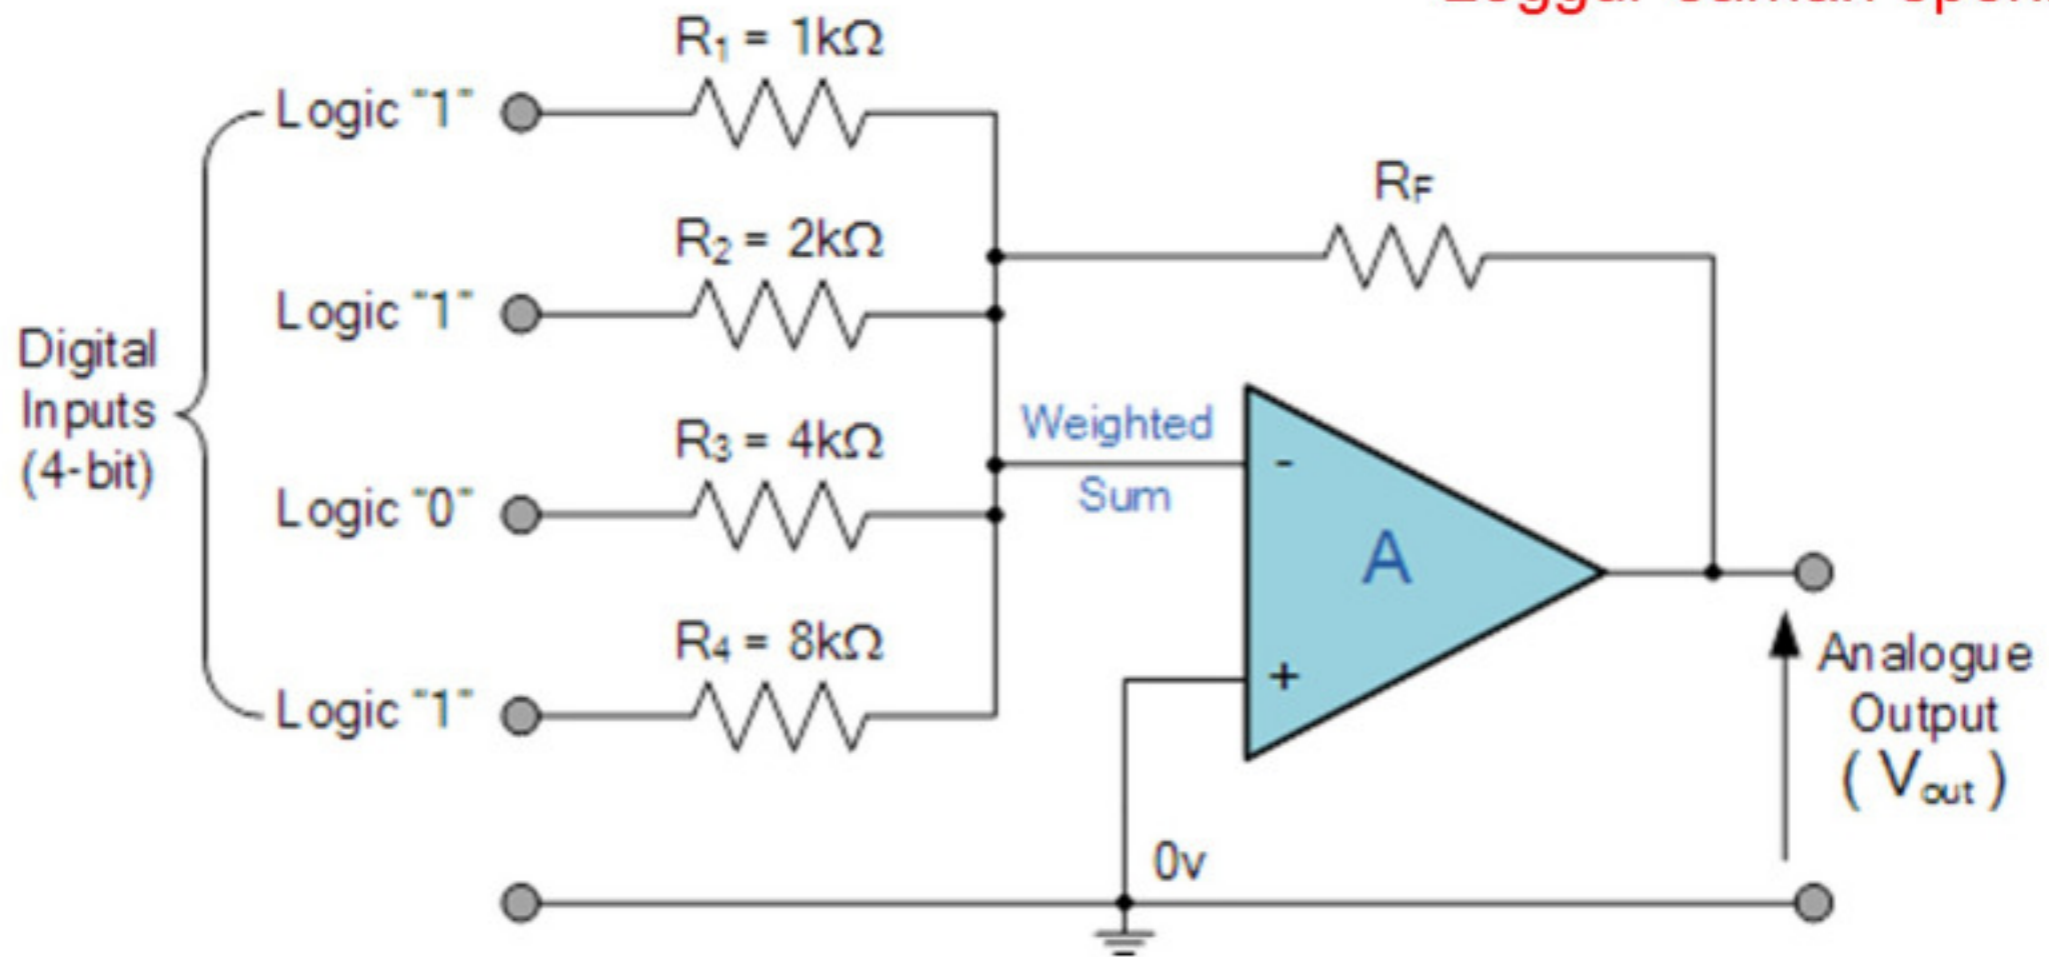 R₁ = 1kΩ
Logic "1"
R₂ = 2kΩ
Logic "1"
R₃ = 4kΩ
Logic "0"
R₄ = 8kΩ
Logic "1"
Digital
Inputs
(4-bit)
R_F
Weighted
Sum
-
A
+
0v
Analogue
Output
( V_out )